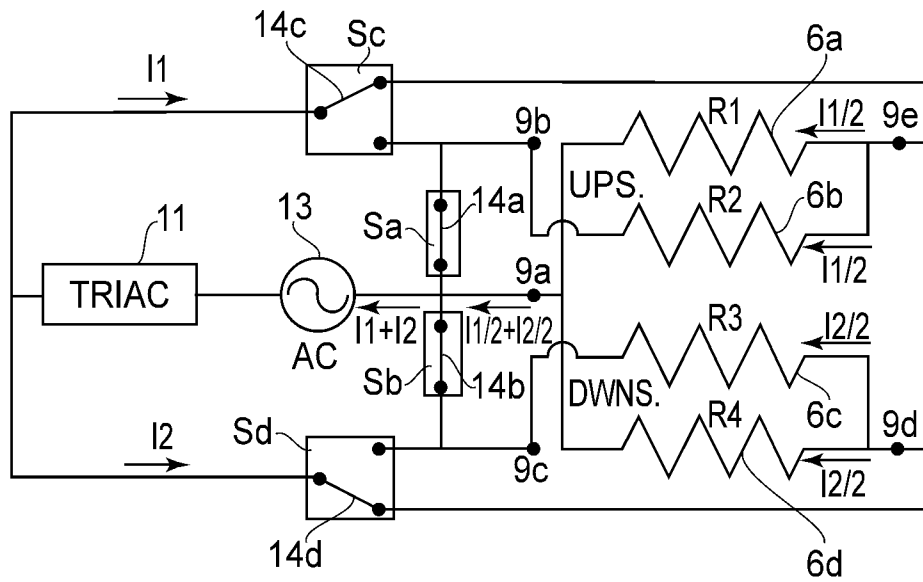 14c
Sc
6a
I1
R1
I1/2
9e
9b
UPS.
14a
R2
6b
11
13
Sa
9a
I1/2
TRIAC
I1+I2
I1/2+I2/2
R3
I2/2
AC
Sb
14b
DWNS.
6c
I2
Sd
9c
R4
9d
I2/2
14d
6d